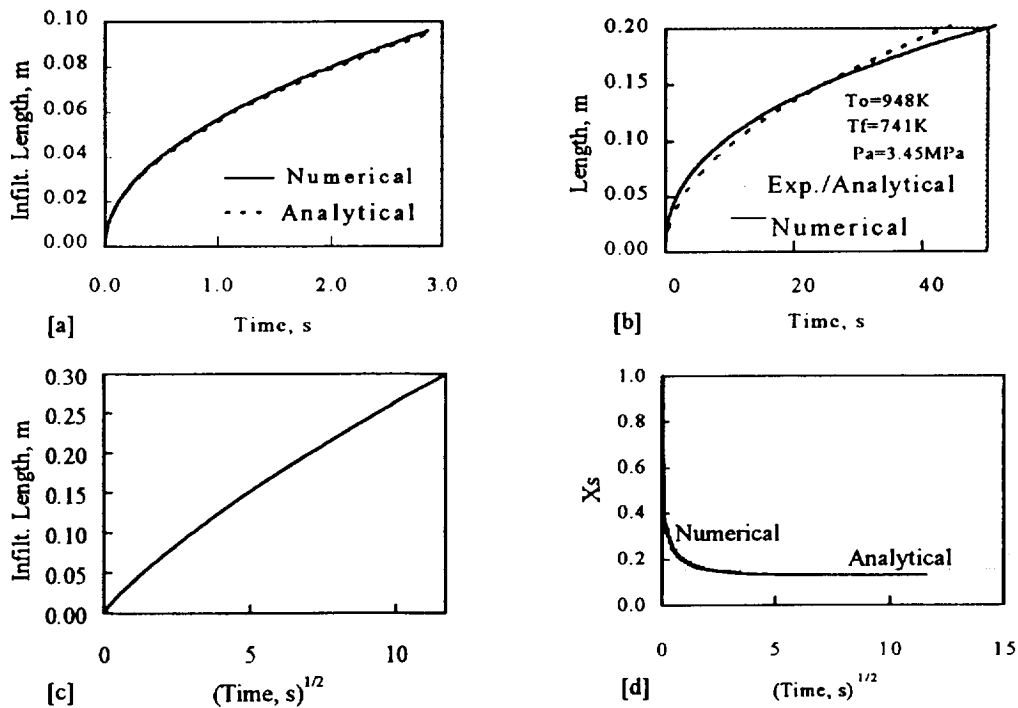 0.10
0.08
0.06
0.04
0.02
0.00
Infilt. Length, m
Numerical
Analytical
0.0 1.0 2.0 3.0
[a] Time, s
0.20
0.15
0.10
0.05
0.00
Length, m
To=948K
Tf=741K
Pa=3.45MPa
Exp./Analytical
Numerical
0 20 40
[b] Time, s
0.30
0.25
0.20
0.15
0.10
0.05
0.00
Infilt. Length, m
0 5 10
[c] (Time, s)^1/2
1.0
0.8
0.6
0.4
0.2
0.0
Xs
Numerical
Analytical
0 5 10 15
[d] (Time, s)^1/2